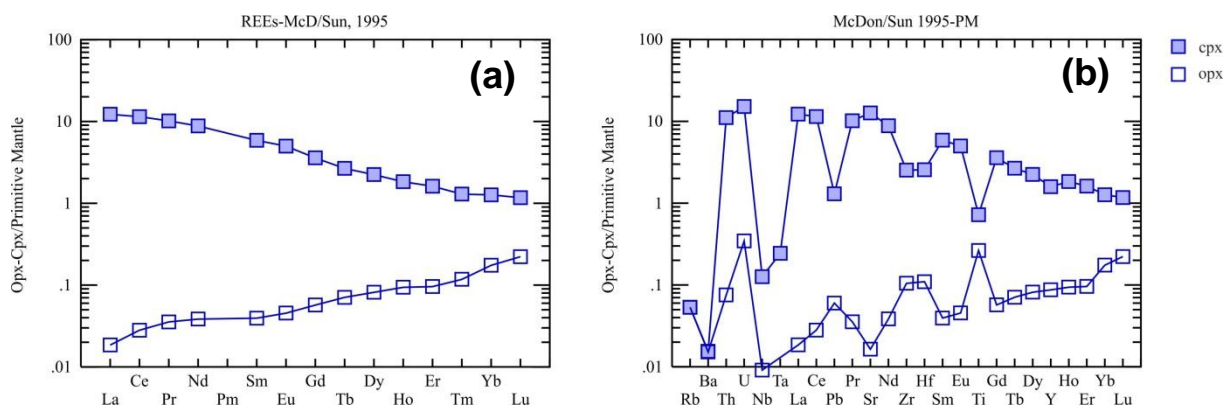 REEs-McD/Sun, 1995
(a)
Opx-Cpx/Primitive Mantle
100
10
1
.1
.01
Ce Nd Sm Gd Dy Er Yb
La Pr Pm Eu Tb Ho Tm Lu
McDon/Sun 1995-PM
(b)
Opx-Cpx/Primitive Mantle
100
10
1
.1
.01
Ba U Ta Ce Pr Nd Hf Eu Gd Dy Ho Yb
Rb Th Nb La Pb Sr Zr Sm Ti Tb Y Er Lu
cpx
opx